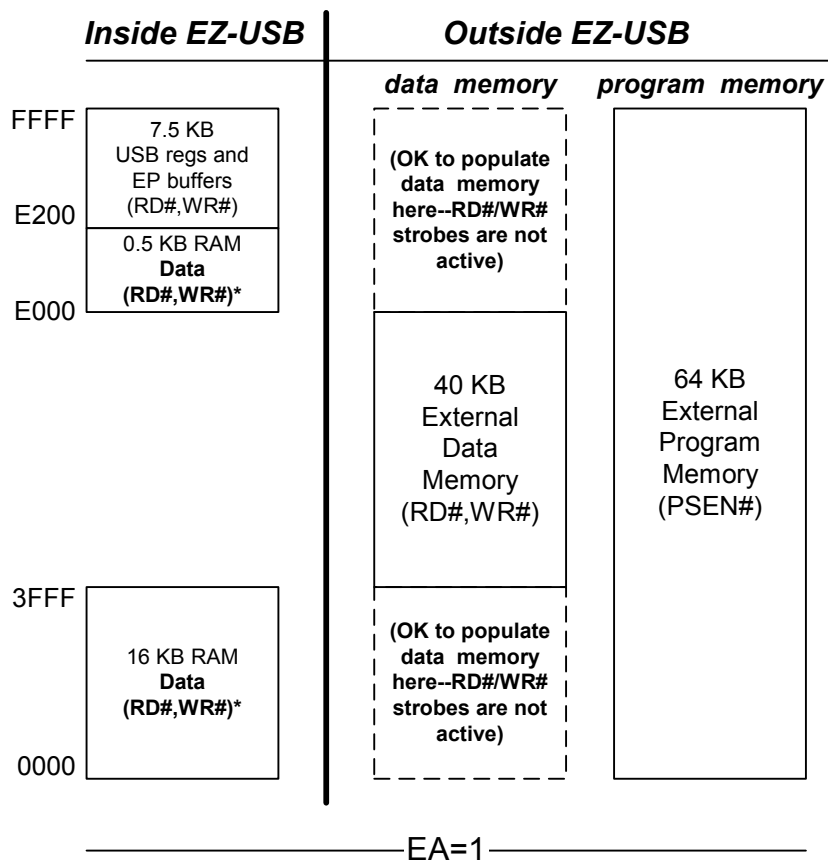 Inside EZ-USB
Outside EZ-USB
data memory
program memory
FFFF
7.5 KB
USB regs and
EP buffers
(RD#,WR#)
E200
0.5 KB RAM
Data
(RD#,WR#)*
E000
(OK to populate
data memory
here--RD#/WR#
strobes are not
active)
40 KB
External
Data
Memory
(RD#,WR#)
64 KB
External
Program
Memory
(PSEN#)
3FFF
16 KB RAM
Data
(RD#,WR#)*
0000
(OK to populate
data memory
here--RD#/WR#
strobes are not
active)
EA=1